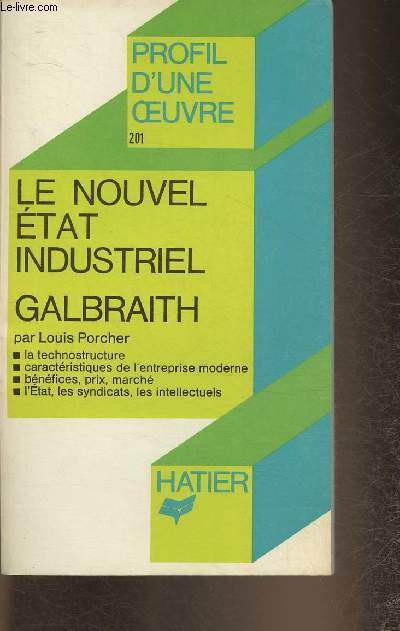 Le-livre.com
PROFIL
D'UNE
ŒUVRE
201
LE NOUVEL
ÉTAT
INDUSTRIEL
GALBRAITH
par Louis Porcher
■ la technostructure
■ caractéristiques de l'entreprise moderne
■ bénéfices, prix, marché
■ l'État, les syndicats, les intellectuels
HATIER